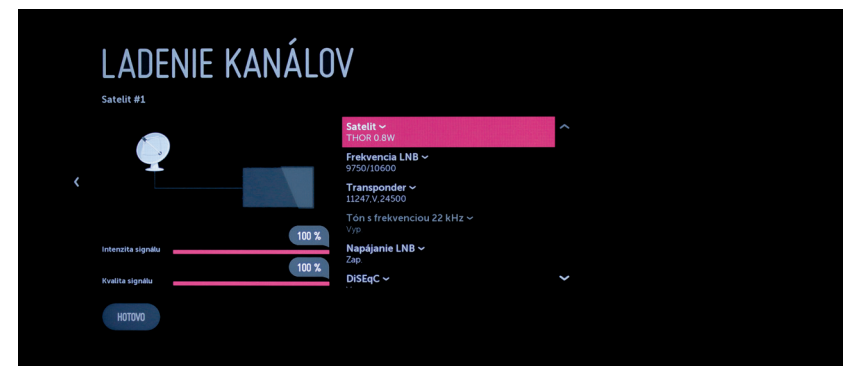 LADENIE KANÁLOV
Satelit #1
Satelit
THOR 0.8W
Frekvencia LNB
9750/10600
Transponder
11247,V,24500
Tón s frekvenciou 22 kHz
Vyp
Napájanie LNB
Zap.
DiSEqC
100 %
Intenzita signálu
100 %
Kvalita signálu
HOTOVO